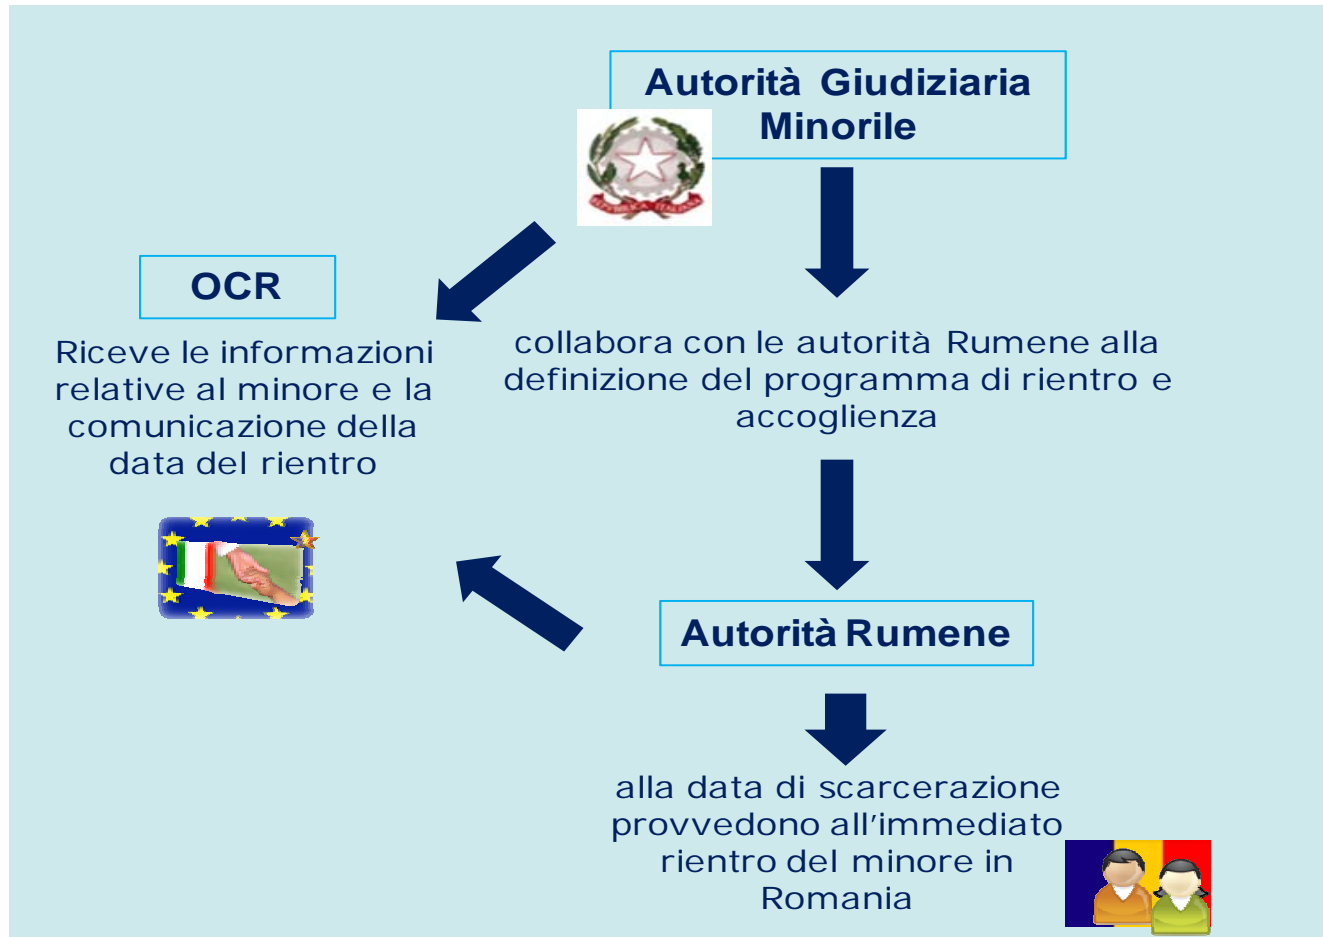 Autorità Giudiziaria
Minorile
REPVBBLICA ITALIANA
OCR
Riceve le informazioni
relative al minore e la
comunicazione della
data del rientro
collabora con le autorità Rumene alla
definizione del programma di rientro e
accoglienza
Autorità Rumene
alla data di scarcerazione
provvedono all’immediato
rientro del minore in
Romania